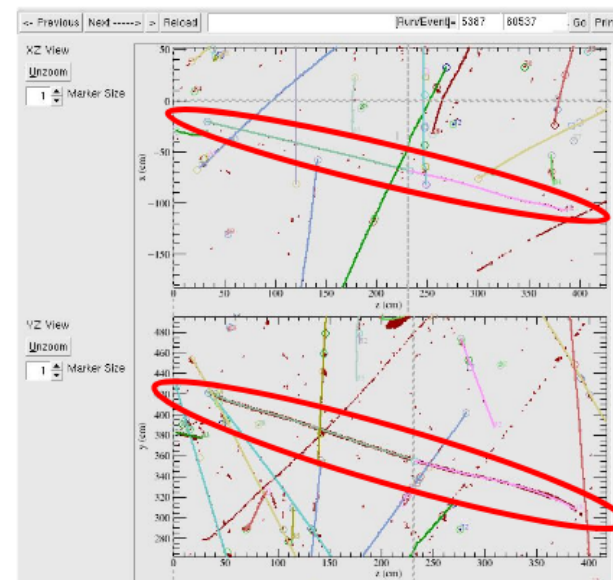 <- Previous Next -----> > Reload [Run/Event]= 5387 60537 Go Print
XZ View
Unzoom
1 Marker Size
x (cm)
50
0
−50
−100
−150
0 50 100 150 200 250 300 350 400
z (cm)
YZ View
Unzoom
1 Marker Size
y (cm)
480
460
440
420
400
380
360
340
320
300
280
0 50 100 150 200 250 300 350 400
z (cm)